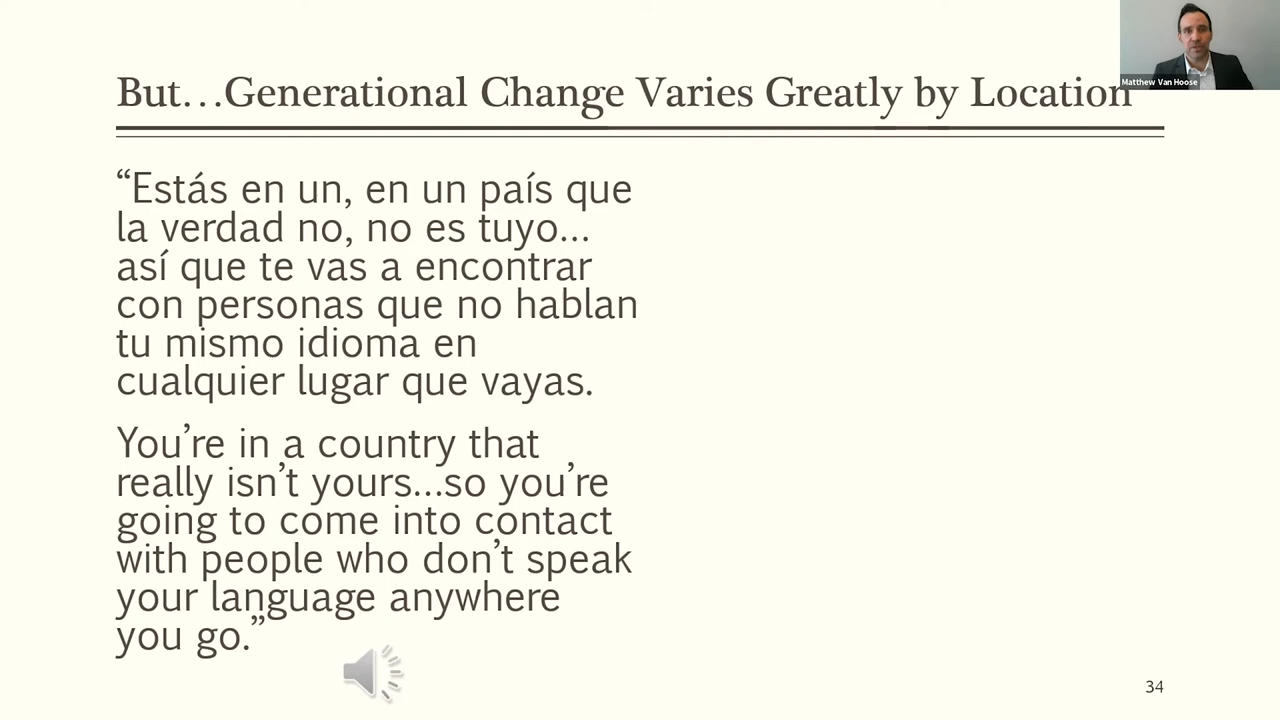 But…Generational Change Varies Greatly by Location
Matthew Van Hoose
“Estás en un, en un país que
la verdad no, no es tuyo…
así que te vas a encontrar
con personas que no hablan
tu mismo idioma en
cualquier lugar que vayas.
You’re in a country that
really isn’t yours…so you’re
going to come into contact
with people who don’t speak
your language anywhere
you go.”
34